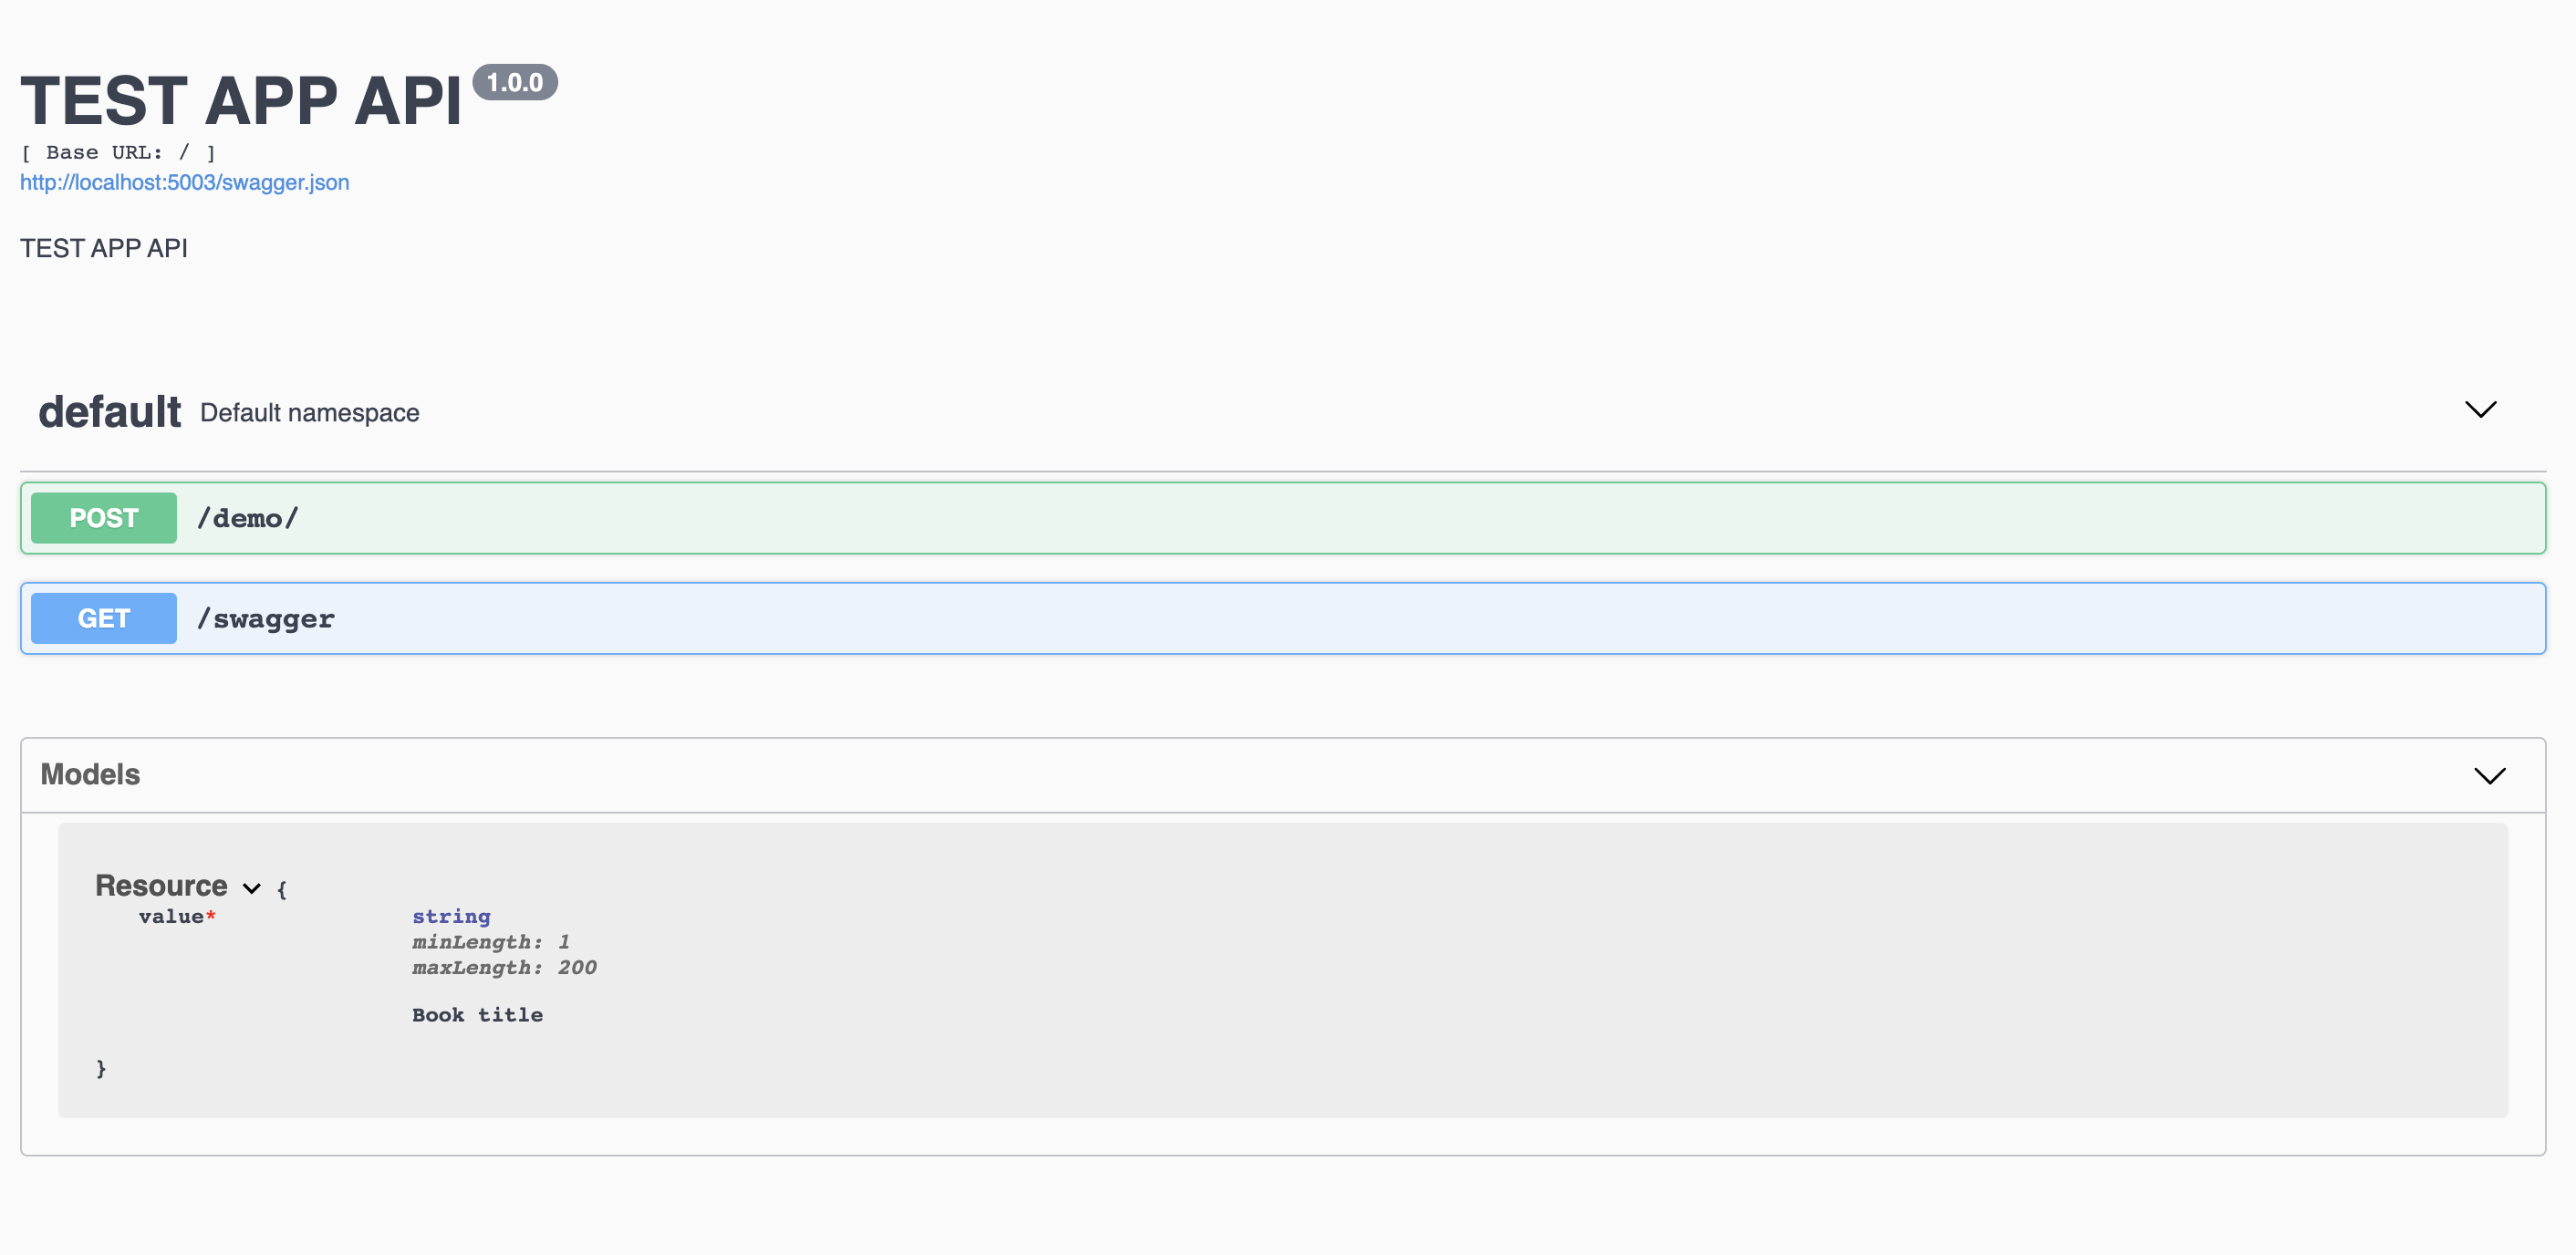 TEST APP API 1.0.0
[ Base URL: / ]
http://localhost:5003/swagger.json
TEST APP API
default Default namespace
POST /demo/
GET /swagger
Models
Resource {
value* string
minLength: 1
maxLength: 200
Book title
}